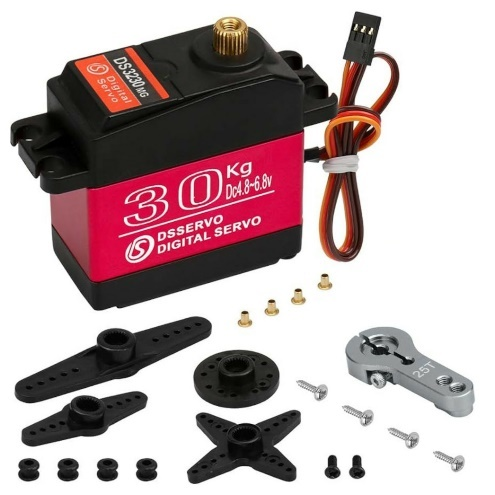 DS3230MG
Digital
Servo
30Kg
Dc4.8~6.8v
DSSERVO
DIGITAL SERVO
25T